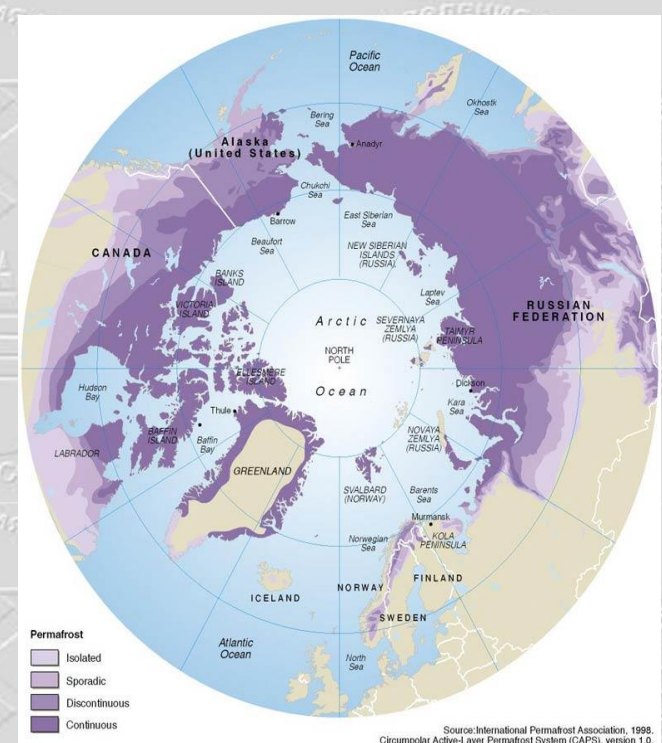 Pacific
Ocean
Okhostk
Sea
Bering
Sea
Alaska
(United States)
Anadyr
Chukchi
Sea
Barrow
East Siberian
Sea
Beaufort
Sea
NEW SIBERIAN
ISLANDS
(RUSSIA)
CANADA
BANKS
ISLAND
Laptev
Sea
VICTORIA
ISLAND
RUSSIAN
FEDERATION
Arctic
SEVERNAYA
ZEMLYA
(RUSSIA)
TAIMYR
PENINSULA
NORTH
POLE
ELLESMERE
ISLAND
Ocean
Dickson
Hudson
Bay
Kara
Sea
Thule
BAFFIN
ISLAND
Baffin
Bay
NOVAYA
ZEMLYA
(RUSSIA)
LABRADOR
GREENLAND
SVALBARD
(NORWAY)
Barents
Sea
Murmansk
Norwegian
Sea
KOLA
PENINSULA
FINLAND
NORWAY
ICELAND
SWEDEN
Atlantic
Ocean
North
Sea
Permafrost
Isolated
Sporadic
Discontinuous
Continuous
Source:International Permafrost Association, 1998.
Circumpolar Active-Layer Permafrost System (CAPS), version 1.0.